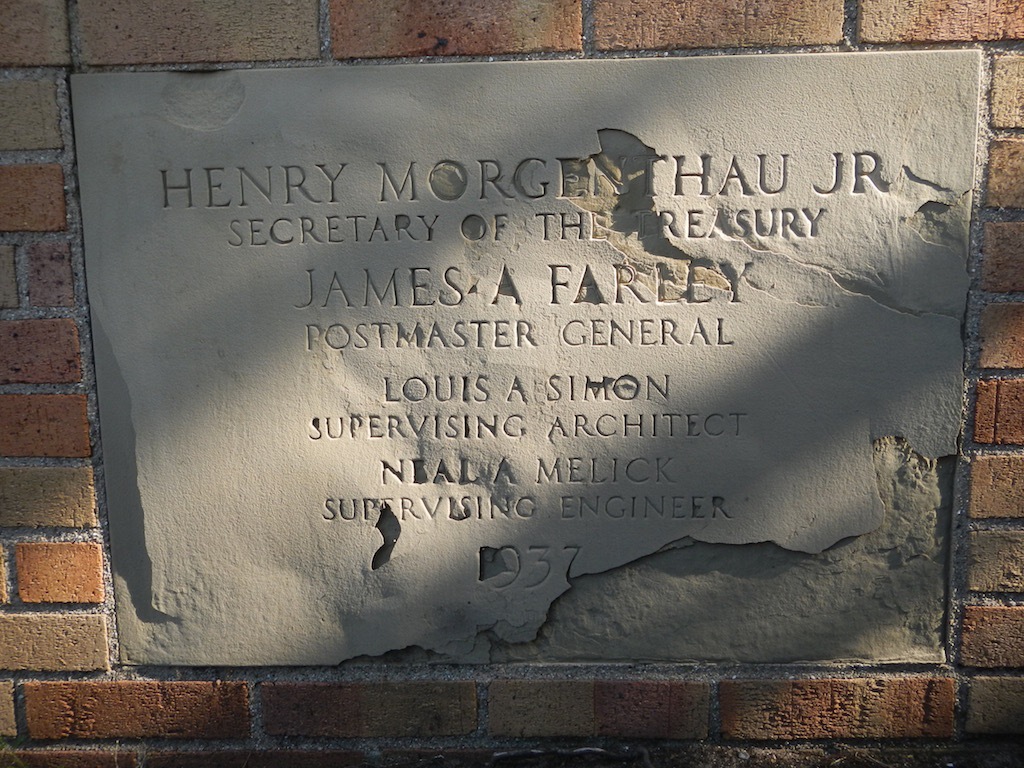 HENRY MORGENTHAU JR
SECRETARY OF THE TREASURY
JAMES A FARLEY
POSTMASTER GENERAL
LOUIS A SIMON
SUPERVISING ARCHITECT
NEAL A MELICK
SUPERVISING ENGINEER
1937